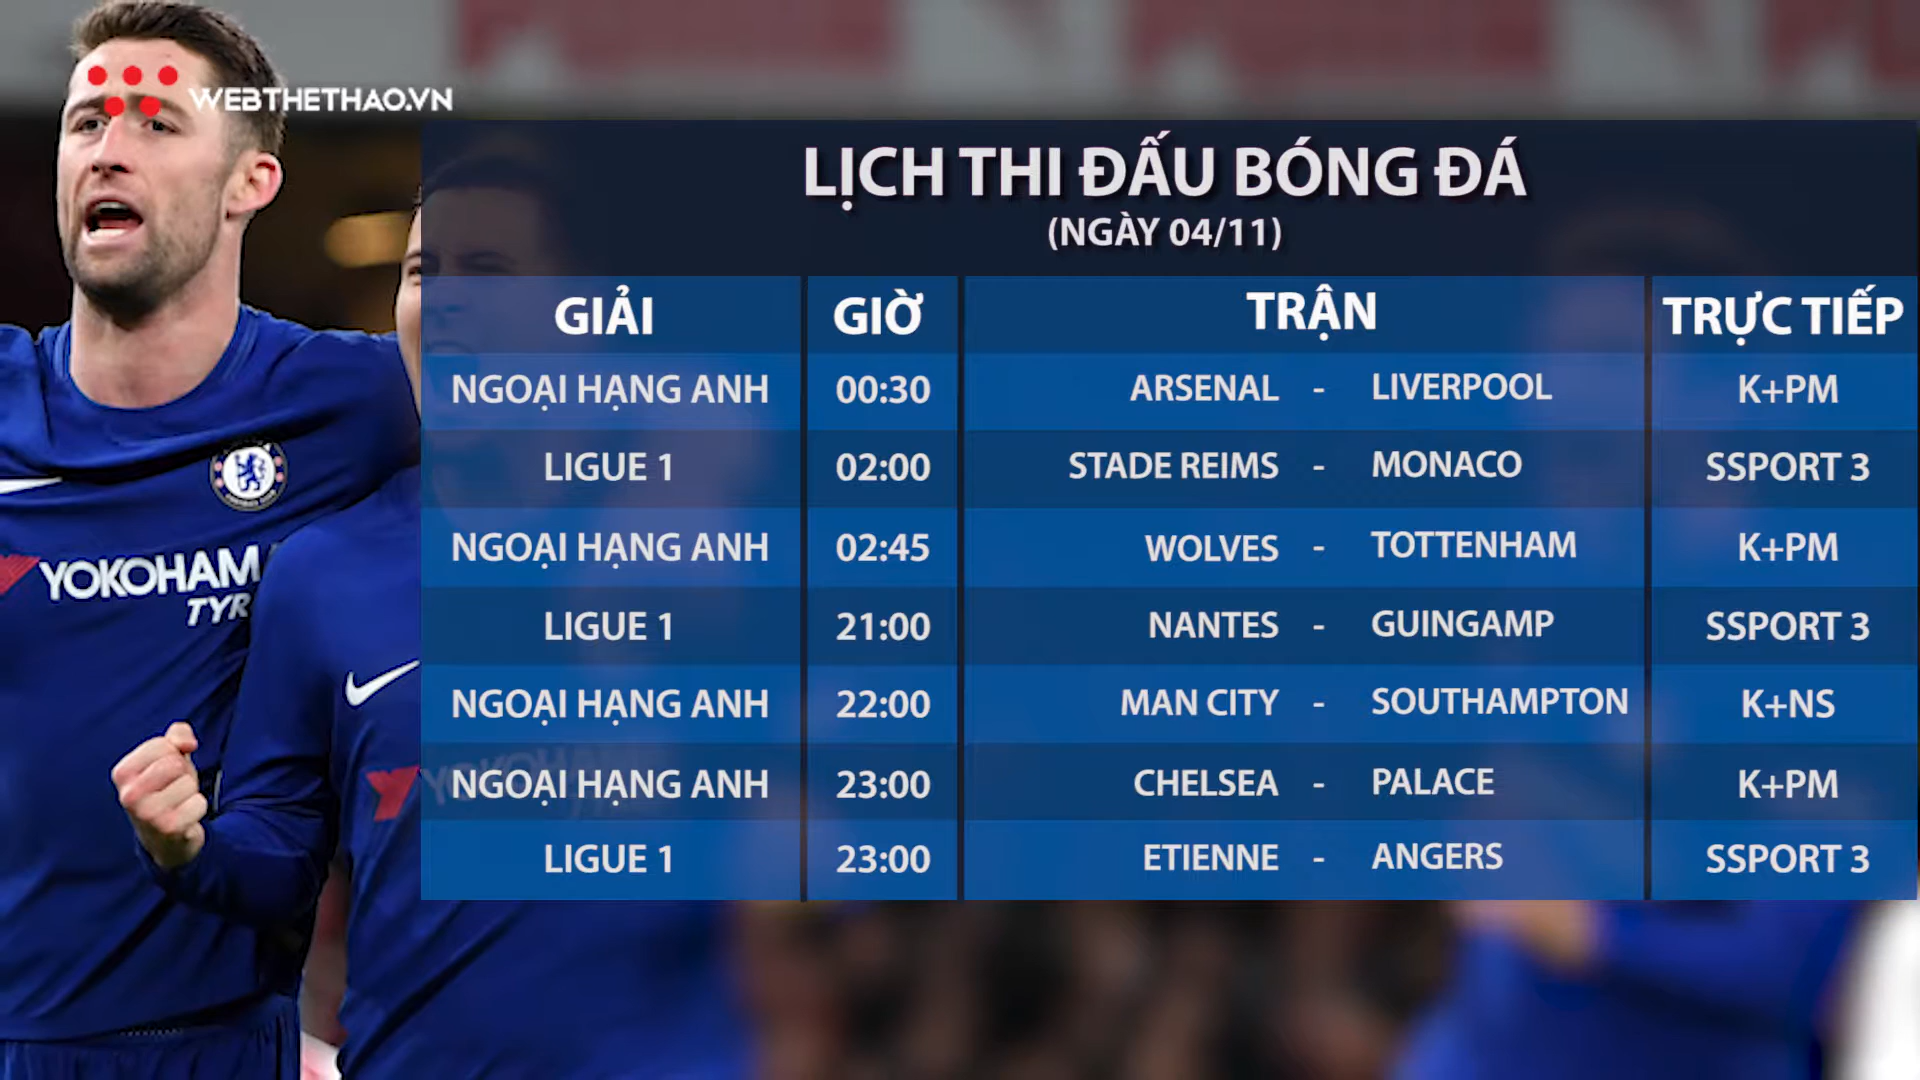 WEBTHETHAO.VN
LỊCH THI ĐẤU BÓNG ĐÁ
(NGÀY 04/11)
GIẢI GIỜ TRẬN TRỰC TIẾP
NGOẠI HẠNG ANH 00:30 ARSENAL - LIVERPOOL K+PM
LIGUE 1 02:00 STADE REIMS - MONACO SSPORT 3
NGOẠI HẠNG ANH 02:45 WOLVES - TOTTENHAM K+PM
LIGUE 1 21:00 NANTES - GUINGAMP SSPORT 3
NGOẠI HẠNG ANH 22:00 MAN CITY - SOUTHAMPTON K+NS
NGOẠI HẠNG ANH 23:00 CHELSEA - PALACE K+PM
LIGUE 1 23:00 ETIENNE - ANGERS SSPORT 3
YOKOHAM
TYR